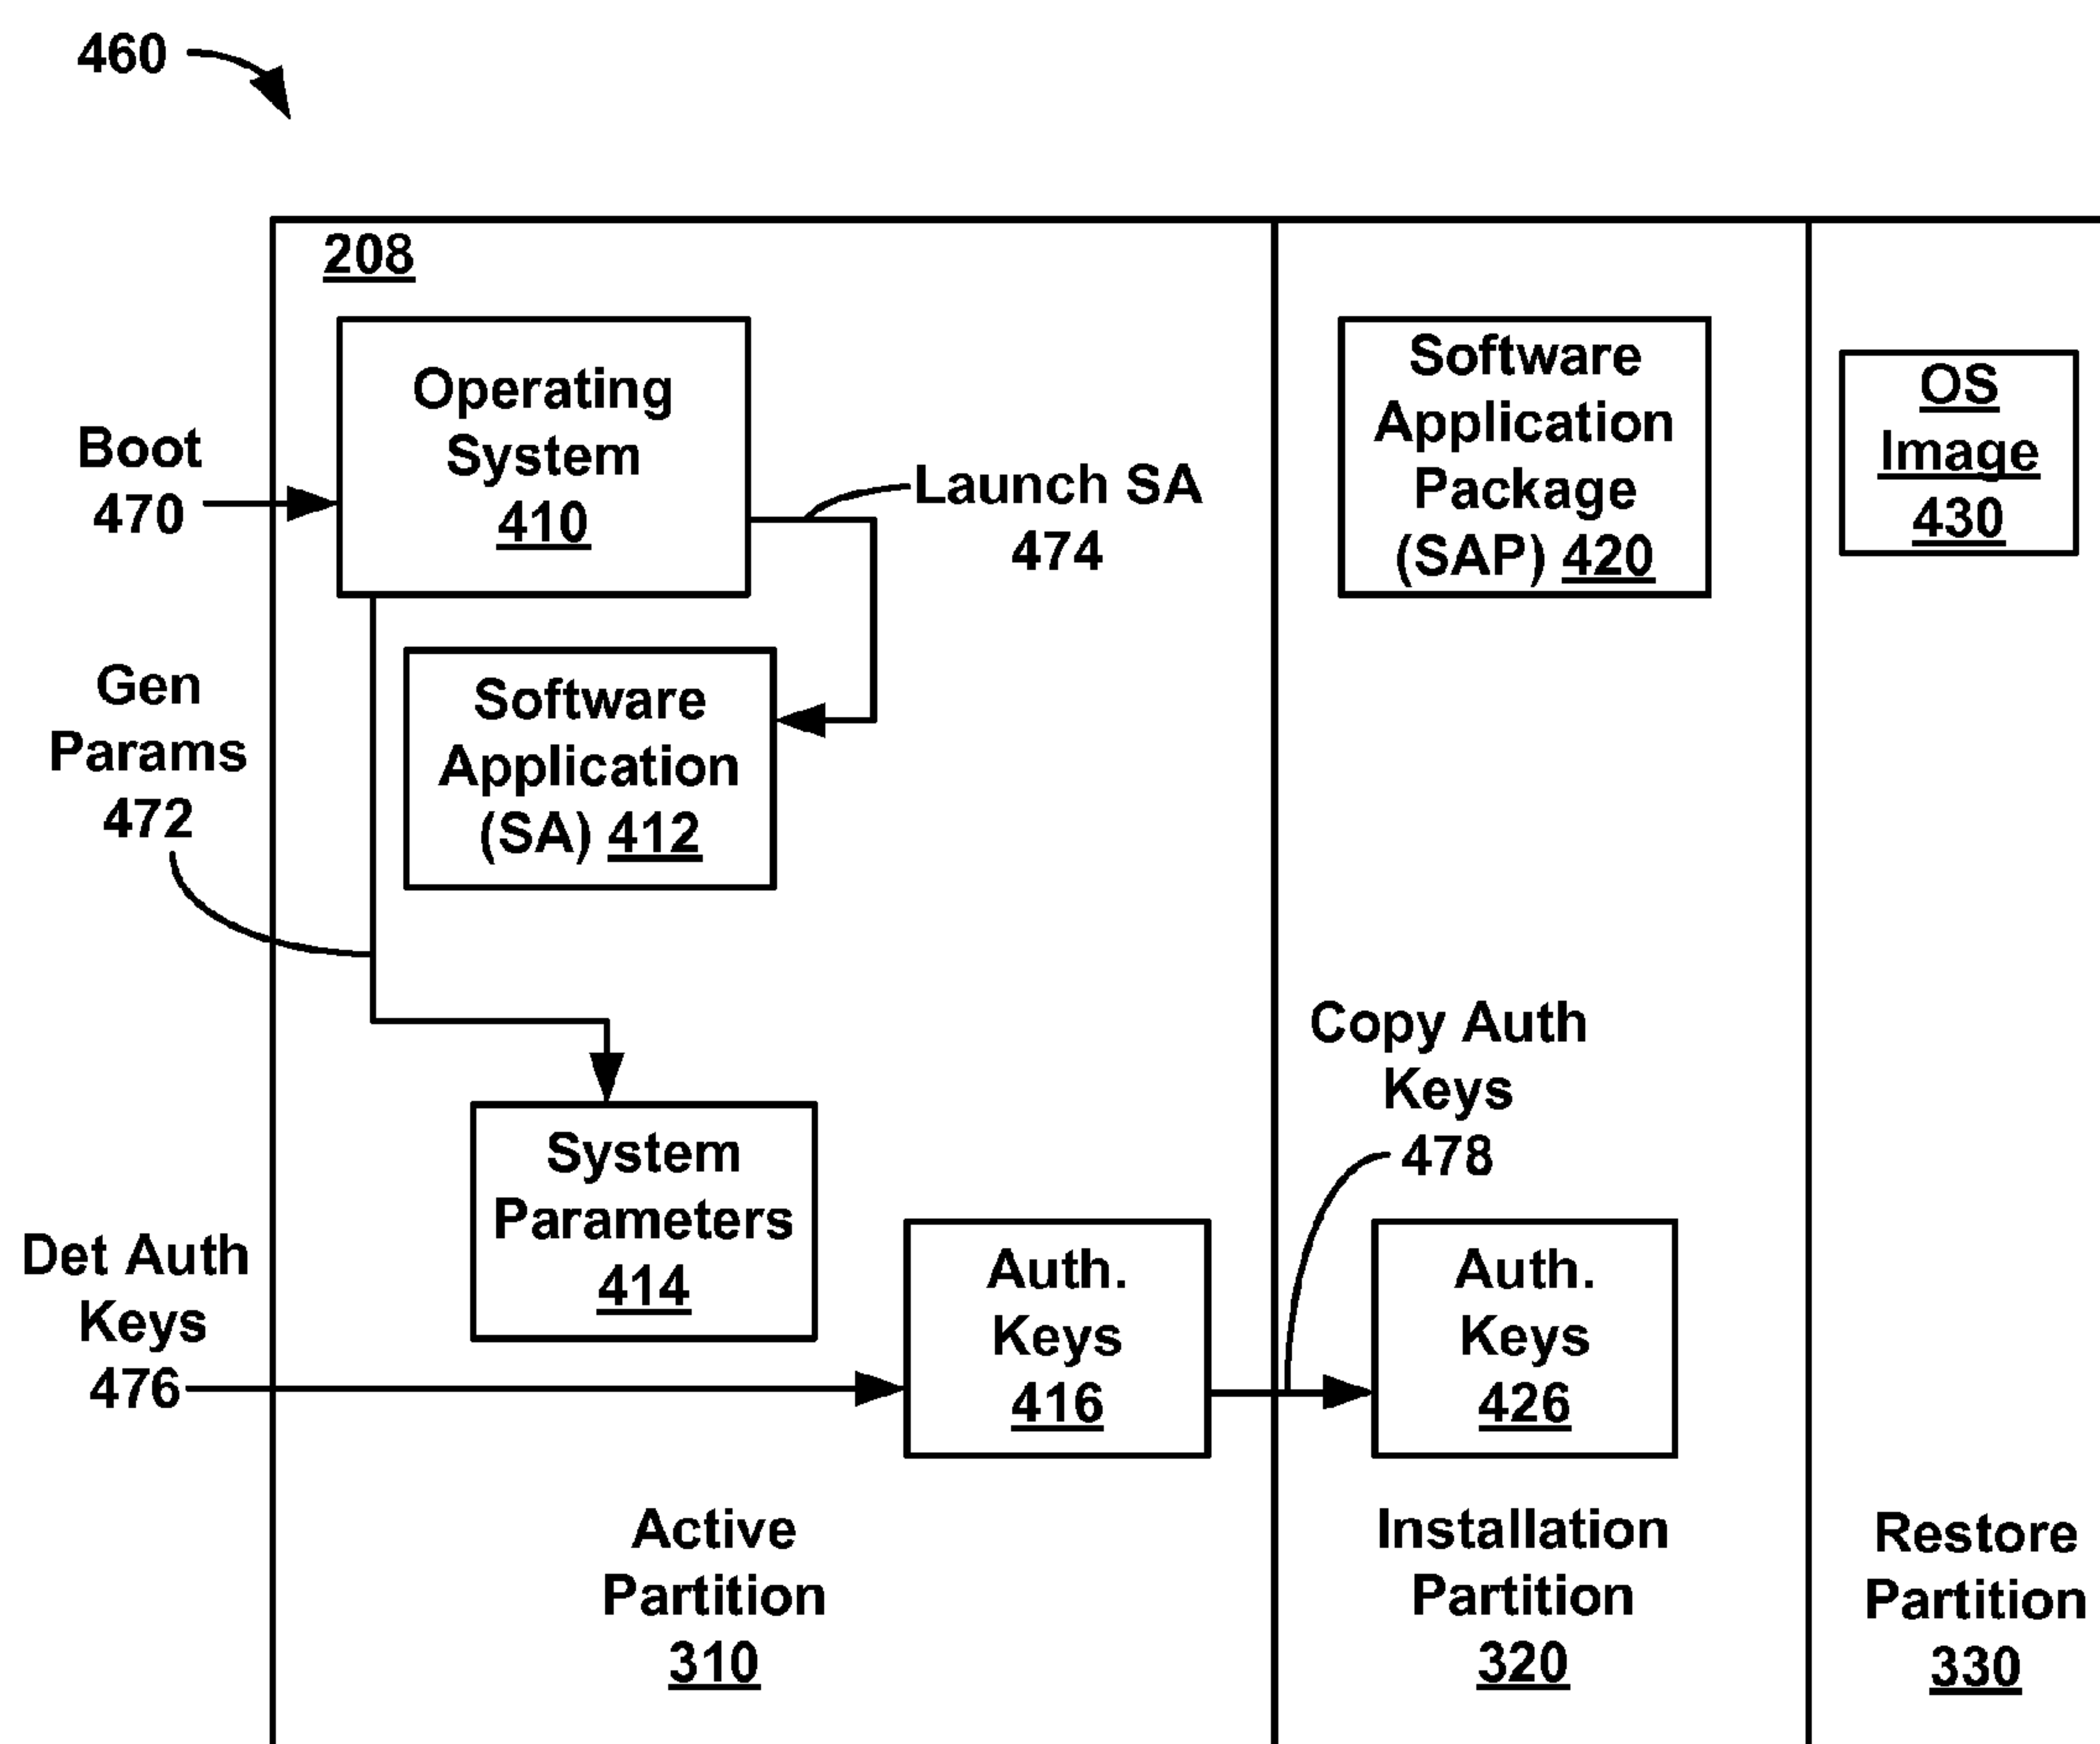 460
208
Operating
System
410
Boot
470
Launch SA
474
Software
Application
Package
(SAP) 420
OS
Image
430
Gen
Params
472
Software
Application
(SA) 412
Copy Auth
Keys
478
System
Parameters
414
Det Auth
Keys
476
Auth.
Keys
416
Auth.
Keys
426
Active
Partition
310
Installation
Partition
320
Restore
Partition
330